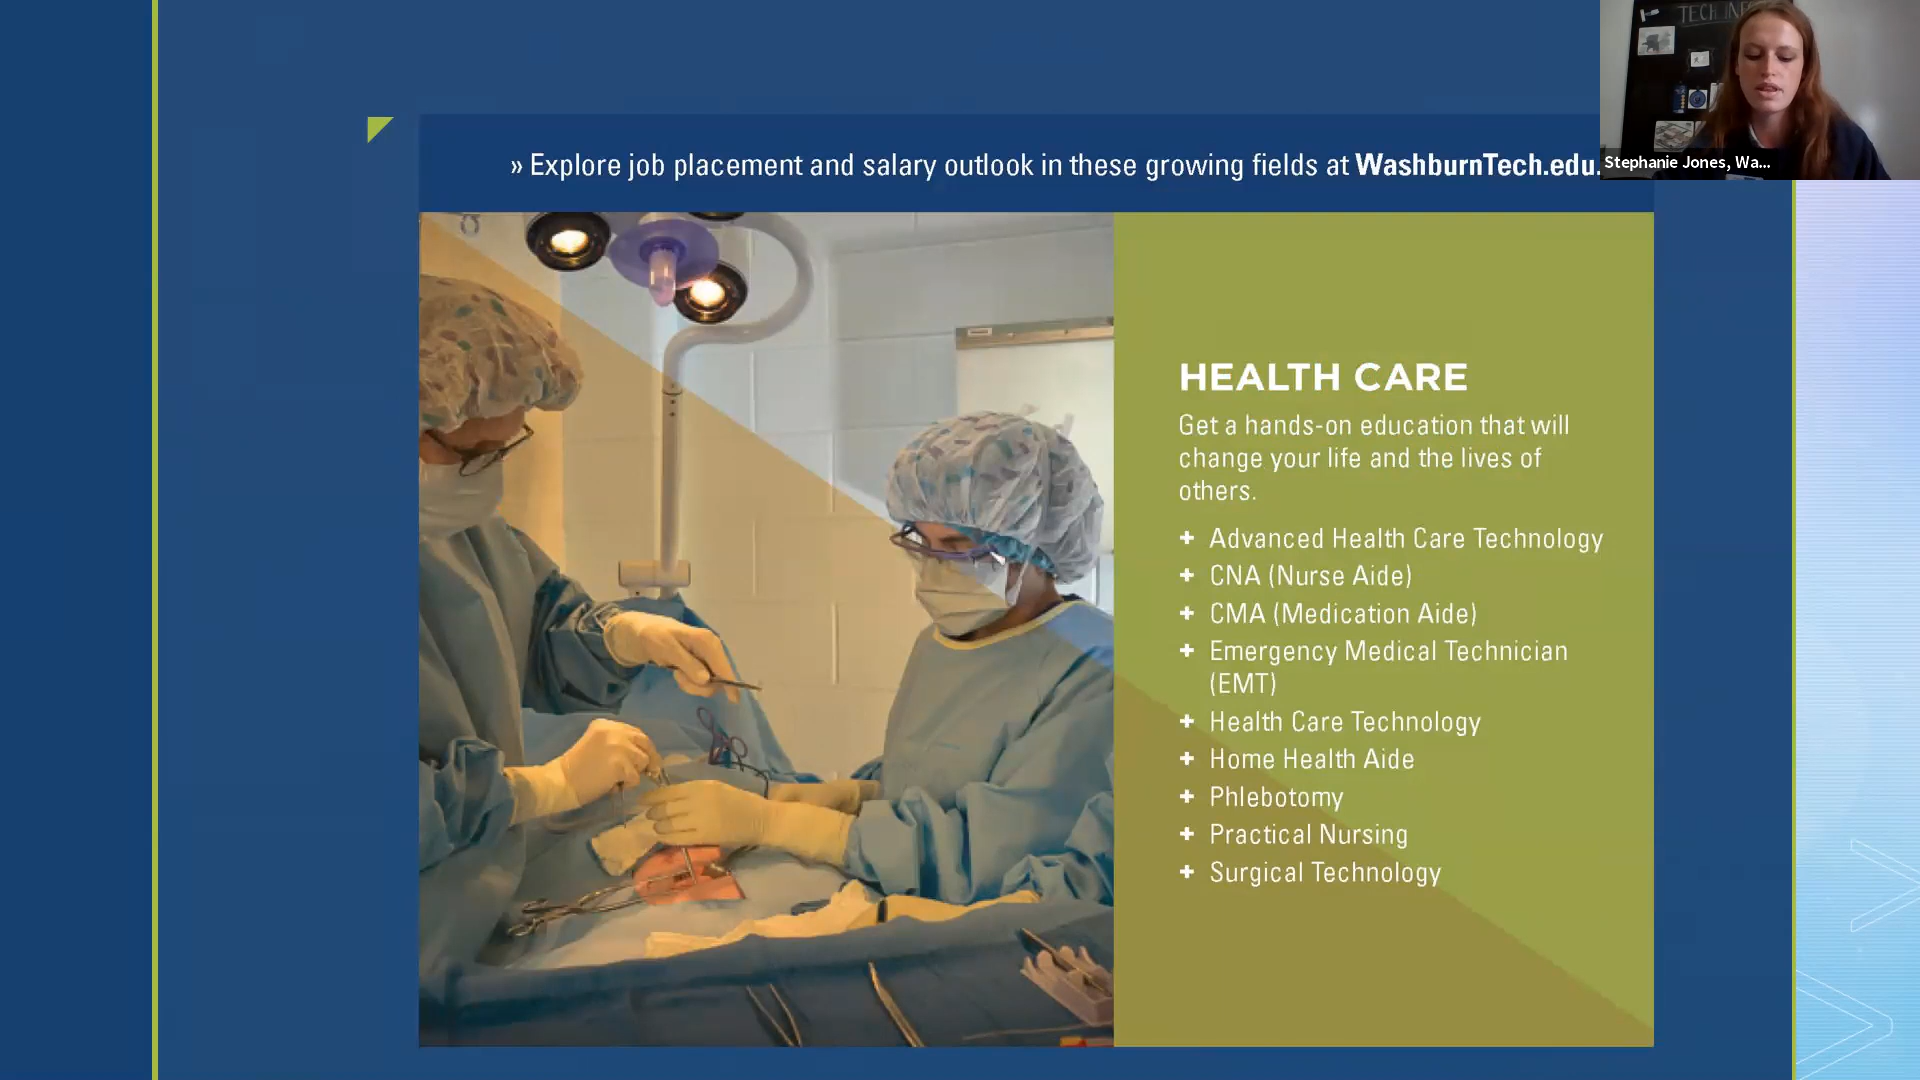 TECH
» Explore job placement and salary outlook in these growing fields at WashburnTech.edu.
Stephanie Jones, Wa...
HEALTH CARE
Get a hands-on education that will
change your life and the lives of
others.
+ Advanced Health Care Technology
+ CNA (Nurse Aide)
+ CMA (Medication Aide)
+ Emergency Medical Technician
(EMT)
+ Health Care Technology
+ Home Health Aide
+ Phlebotomy
+ Practical Nursing
+ Surgical Technology